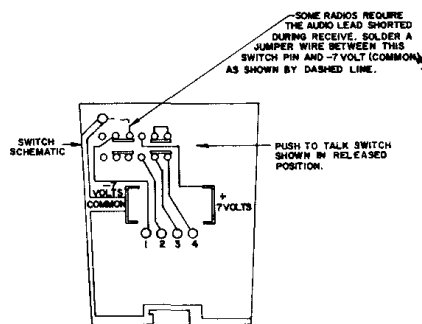 SOME RADIOS REQUIRE
THE AUDIO LEAD SHORTED
DURING RECEIVE. SOLDER A
JUMPER WIRE BETWEEN THIS
SWITCH PIN AND -7 VOLT (COMMON)
AS SHOWN BY DASHED LINE.
SWITCH
SCHEMATIC
PUSH TO TALK SWITCH
SHOWN IN RELEASED
POSITION.
-7
VOLTS
COMMON
+
7VOLTS
1 2 3 4